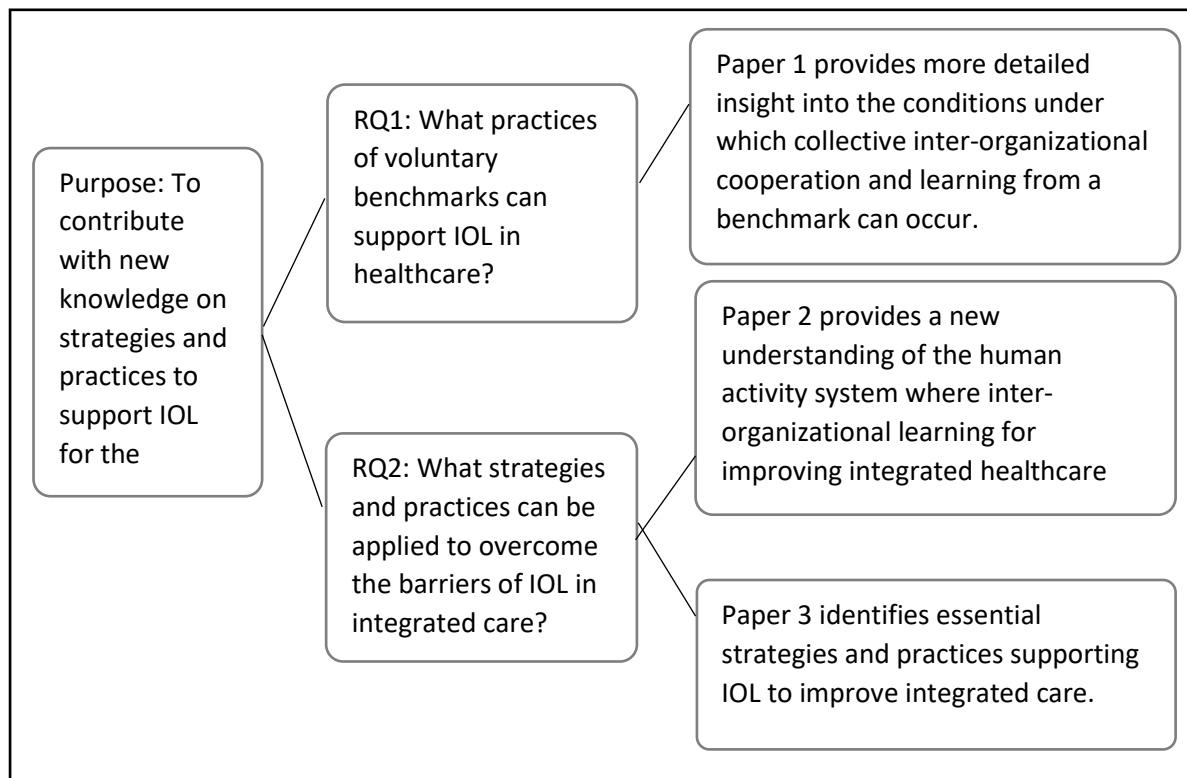 Purpose: To
contribute
with new
knowledge on
strategies and
practices to
support IOL
for the
RQ1: What practices
of voluntary
benchmarks can
support IOL in
healthcare?
RQ2: What strategies
and practices can be
applied to overcome
the barriers of IOL in
integrated care?
Paper 1 provides more detailed
insight into the conditions under
which collective inter-organizational
cooperation and learning from a
benchmark can occur.
Paper 2 provides a new
understanding of the human
activity system where inter-
organizational learning for
improving integrated healthcare
Paper 3 identifies essential
strategies and practices supporting
IOL to improve integrated care.